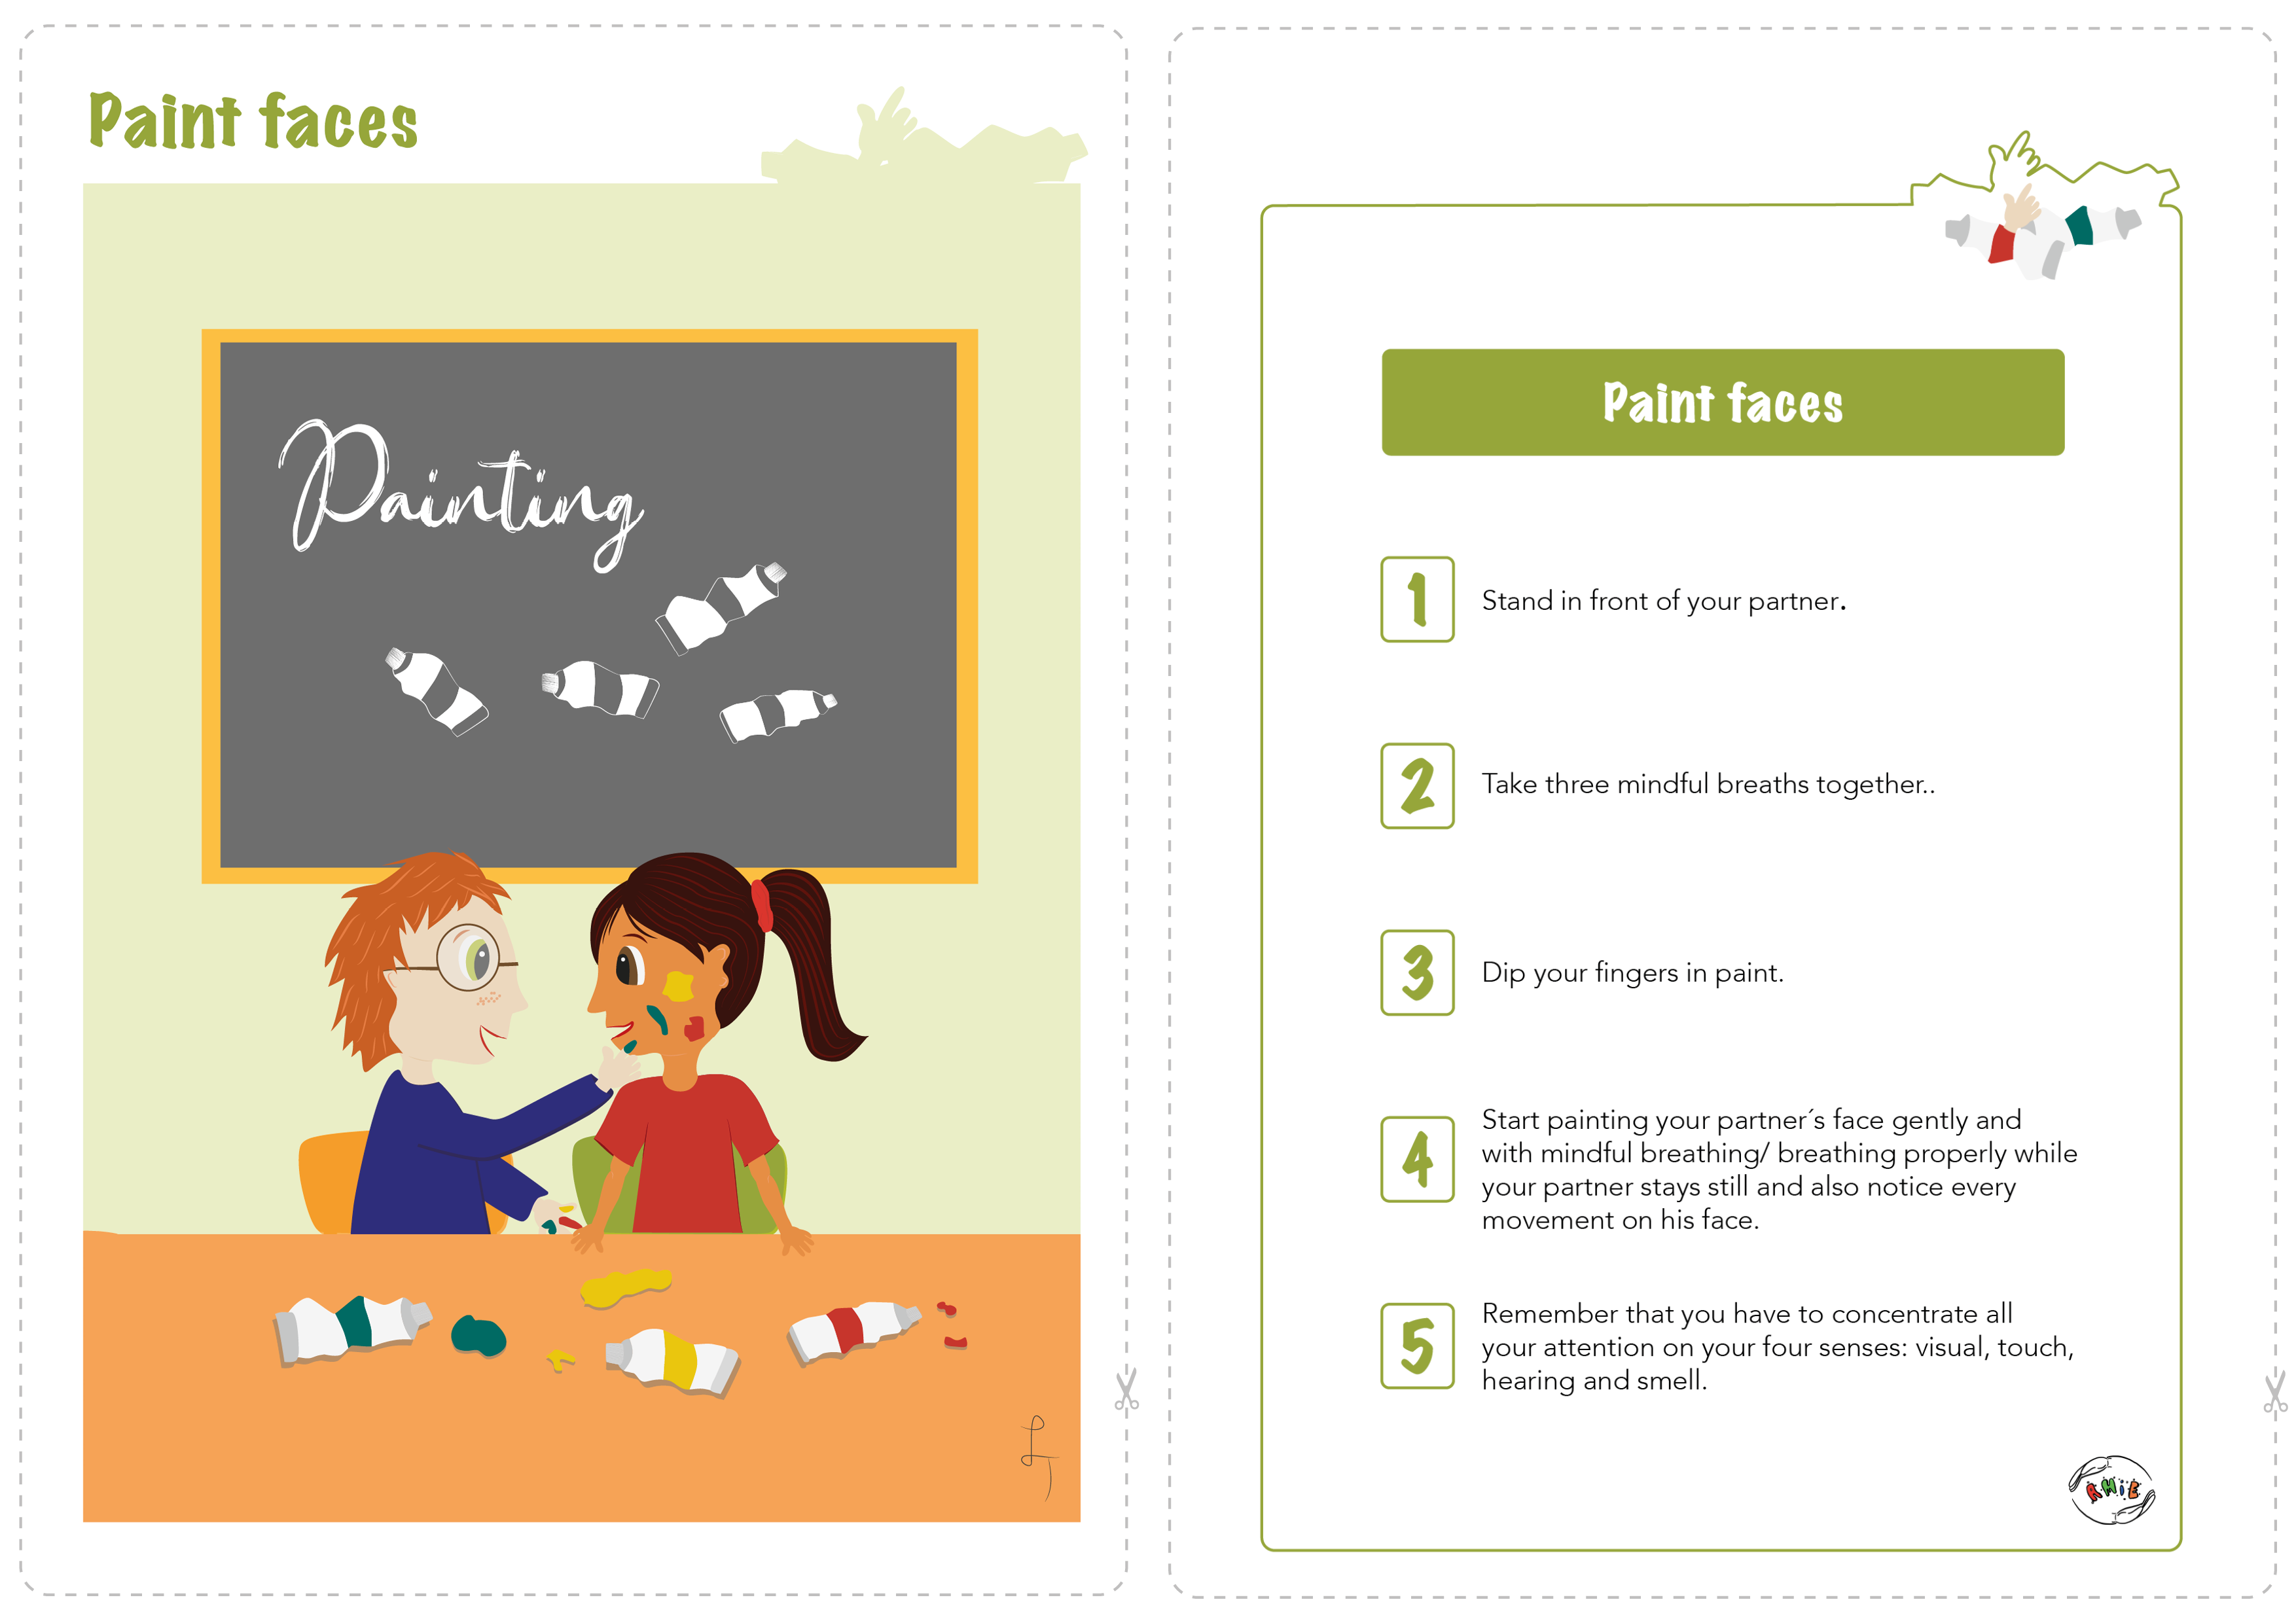 Paint faces
Painting
Paint faces
1
Stand in front of your partner.
2
Take three mindful breaths together..
3
Dip your fingers in paint.
4
Start painting your partner´s face gently and
with mindful breathing/ breathing properly while
your partner stays still and also notice every
movement on his face.
5
Remember that you have to concentrate all
your attention on your four senses: visual, touch,
hearing and smell.
RMiE